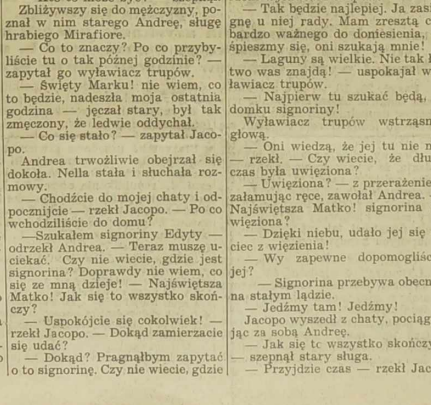 Zbliżywszy się do mężczyzny, po-
znał w nim starego Andreę, sługę
hrabiego Mirafiore.
— Co to znaczy? Po co przyby-
liście tu o tak późnej godzinie? —
zapytał go wyławiacz trupów.
— Święty Marku! nie wiem, co
to będzie, nadeszła moja ostatnia
godzina — jęczał stary, był tak
zmęczony, że ledwie oddychał.
— Co się stało? — zapytał Jaco-
po.
Andrea trwożliwie obejrzał się
dokoła. Nella stała i słuchała roz-
mowy.
— Chodźcie do mojej chaty i od-
pocznijcie — rzekł Jacopo. — Po co
wchodziliście do domu?
—Szukałem signoriny Edyty —
odrzekł Andrea. — Teraz muszę u-
ciekać. Czy nie wiecie, gdzie jest
signorina? Doprawdy nie wiem, co
się ze mną dzieje! — Najświętsza
Matko! Jak się to wszystko skoń-
czy?
— Uspokójcie się cokolwiek! —
rzekł Jacopo. — Dokąd zamierzacie
się udać?
— Dokąd? Pragnąłbym zapytać
o to signorinę. Czy nie wiecie, gdzie
— Tak będzie najlepiej. Ja zas
gnę u niej rady. Mam zresztą c
bardzo ważnego do doniesienia,
śpieszmy się, oni szukają mnie!
— Laguny są wielkie. Nie tak ł
two was znajdą! — uspokajał w
ławiacz trupów.
— Najpierw tu szukać będą,
domku signoriny!
Wyławiacz trupów wstrząsn
głową.
— Oni wiedzą, że jej tu nie m
— rzekł. — Czy wiecie, że dłu
czas była uwięziona?
— Uwięziona? — z przerażenie
załamując ręce, zawołał Andrea. —
Najświętsza Matko! signorina
więziona?
— Dzięki niebu, udało jej się
ciec z więzienia!
— Wy zapewne dopomogliśc
jej?
— Signorina przebywa obecn
na stałym lądzie.
— Jedźmy tam! Jedźmy!
Jacopo wyszedł z chaty, pociąg
jąc za sobą Andreę.
— Jak się to wszystko skończy
— szepnął stary sługa.
— Przyjdzie czas — rzekł Jac